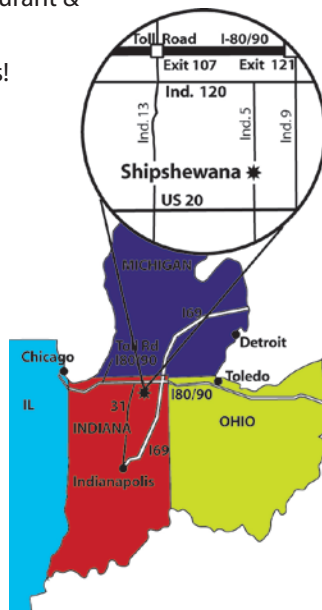 urant &
s!
Toll Road I-80/90
Exit 107 Exit 121
Ind. 120
Ind. 13
Ind. 5
Ind. 9
Shipshewana
US 20
MICHIGAN
I69
Detroit
Toll Rd
I80/90
Chicago
Toledo
I80/90
31
IL
INDIANA
OHIO
I69
Indianapolis